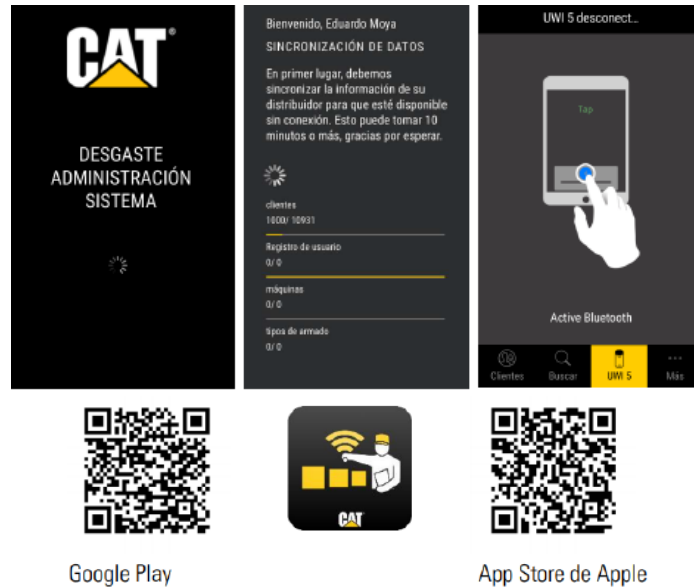 CAT®
DESGASTE
ADMINISTRACIÓN
SISTEMA
Bienvenido, Eduardo Moya
SINCRONIZACIÓN DE DATOS
En primer lugar, debemos
sincronizar la información de su
distribuidor para que esté disponible
sin conexión. Esto puede tomar 10
minutos o más, gracias por esperar.
clientes
1000/ 10931
Registro de usuario
0/ 0
máquinas
0/ 0
tipos de armado
0/ 0
UWI 5 desconect...
Tap
Active Bluetooth
Clientes
Buscar
UWI 5
Más
CAT
Google Play
App Store de Apple